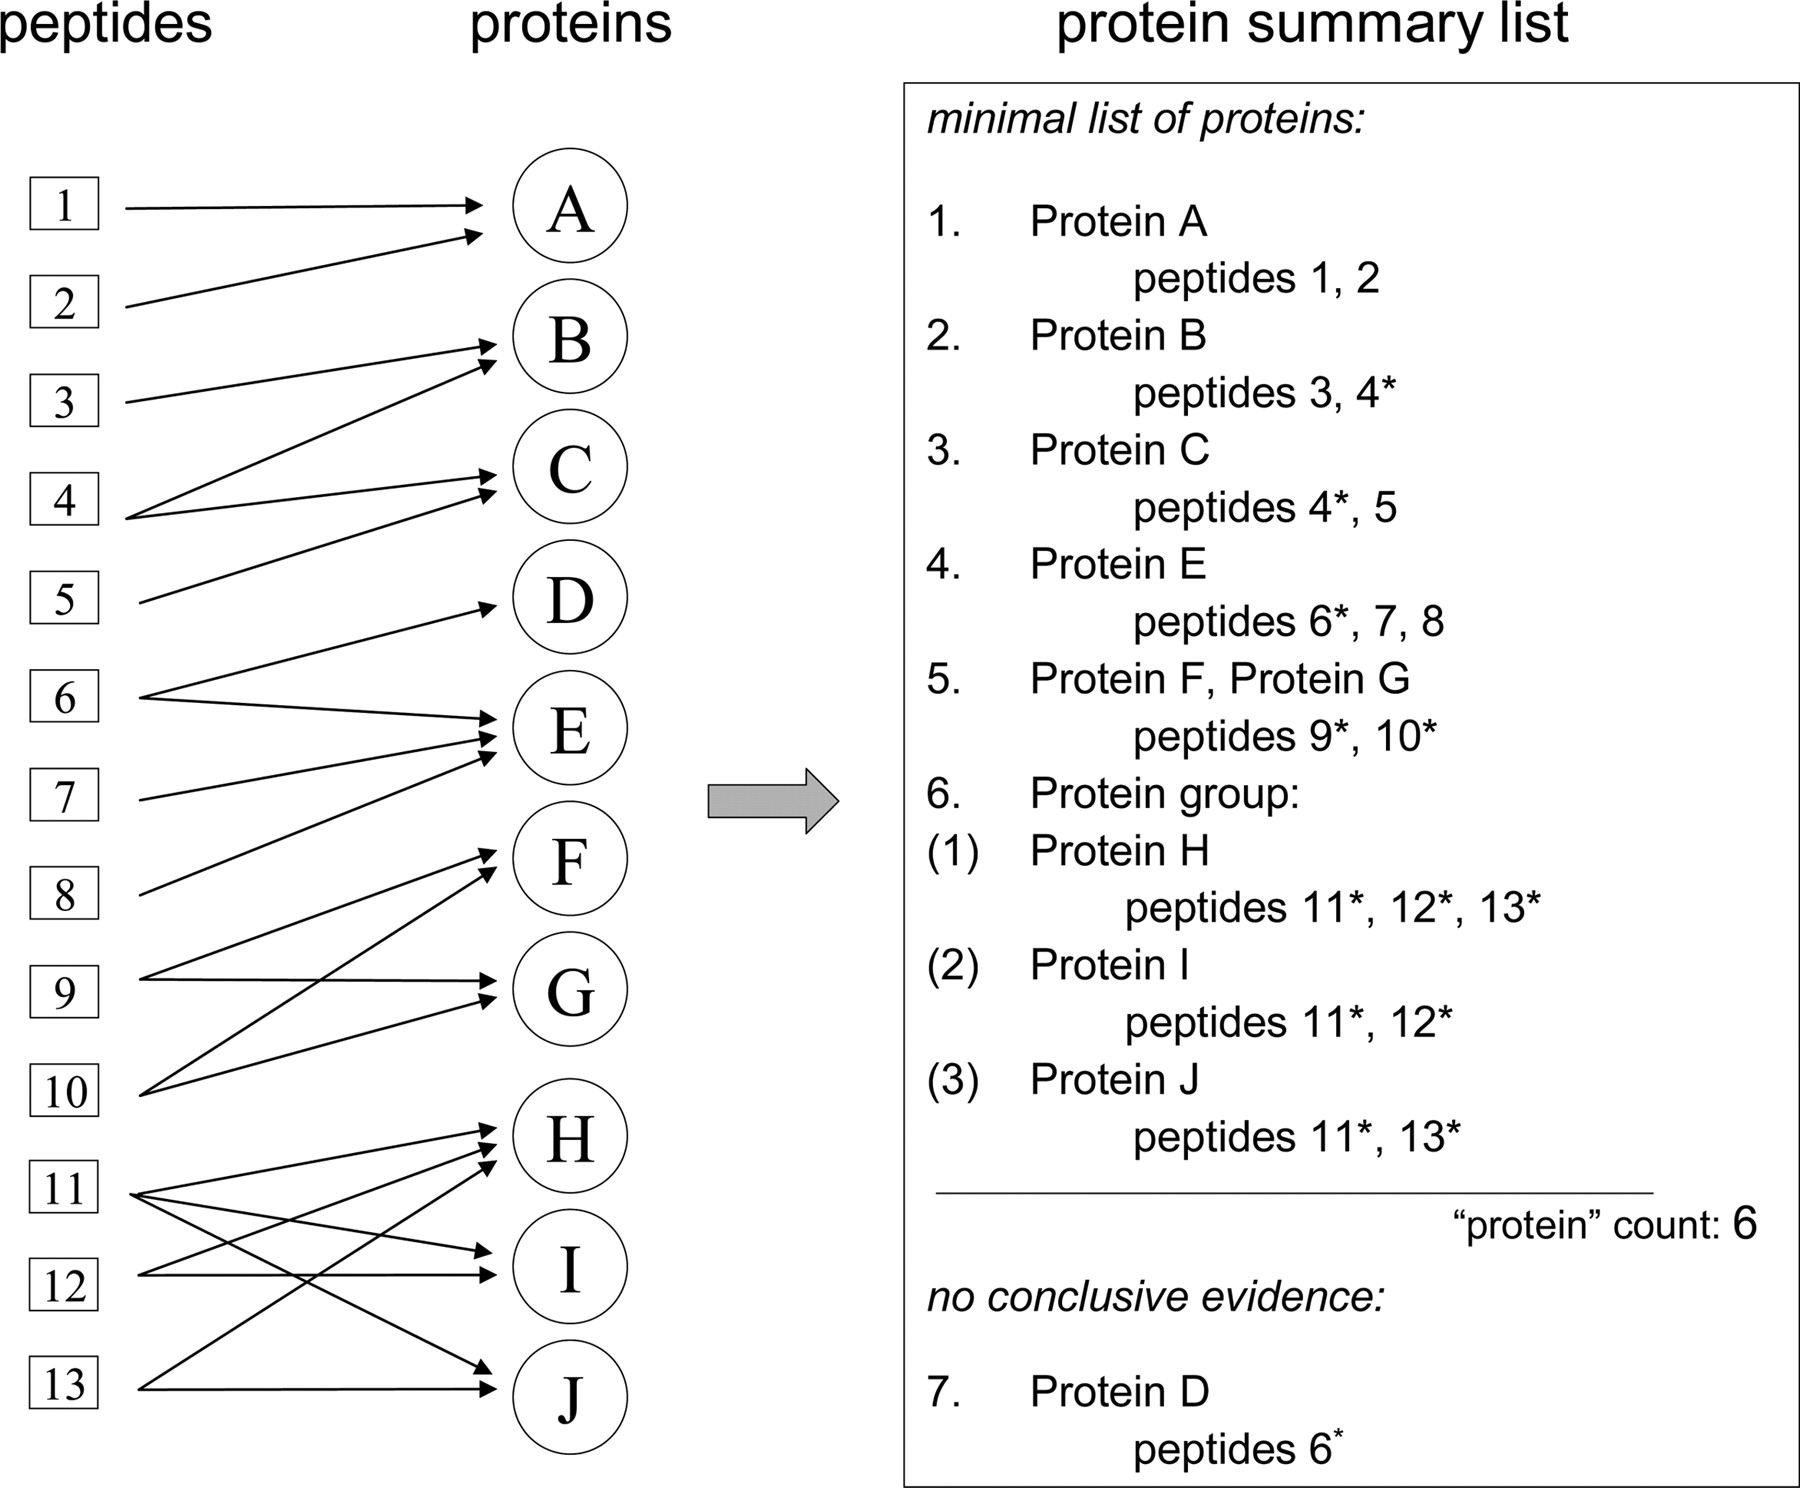 peptides proteins protein summary list
1
2
3
4
5
6
7
8
9
10
11
12
13
A
B
C
D
E
F
G
H
I
J
minimal list of proteins:
1. Protein A
peptides 1, 2
2. Protein B
peptides 3, 4*
3. Protein C
peptides 4*, 5
4. Protein E
peptides 6*, 7, 8
5. Protein F, Protein G
peptides 9*, 10*
6. Protein group:
(1) Protein H
peptides 11*, 12*, 13*
(2) Protein I
peptides 11*, 12*
(3) Protein J
peptides 11*, 13*
“protein” count: 6
no conclusive evidence:
7. Protein D
peptides 6*